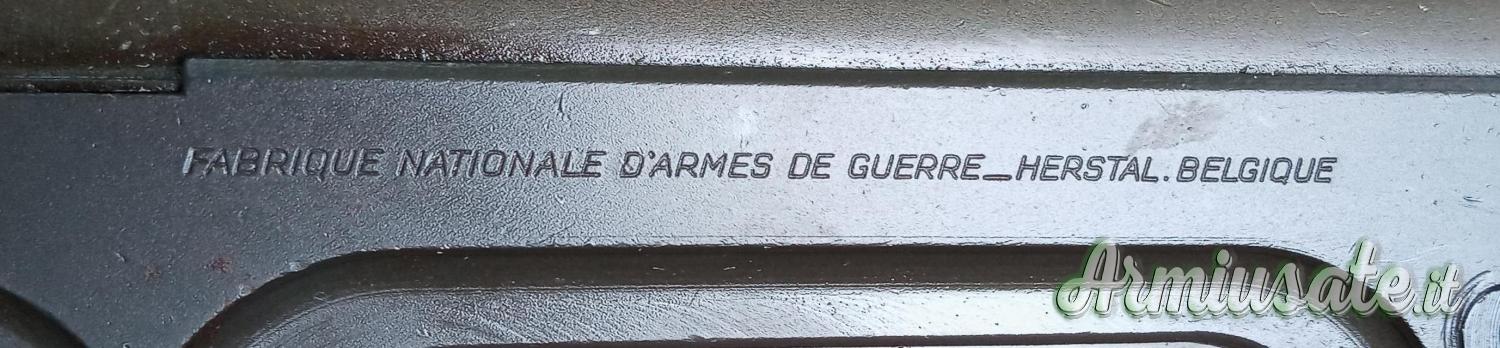 FABRIQUE NATIONALE D'ARMES DE GUERRE_HERSTAL.BELGIQUE
Armiusate.it